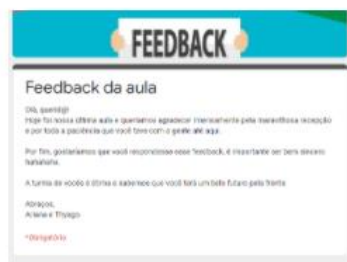 FEEDBACK
Feedback da aula
Olá, querid@!
Hoje foi nossa última aula e queríamos agradecer imensamente pela maravilhosa recepção
e por toda a paciência que você teve com a gente até aqui.
Por fim, gostaríamos que você respondesse esse feedback, é importante ser bem sincero
hahahaha.
A turma de vocês é ótima e sabemos que você terá um belo futuro pela frente
Abraços,
Ariana e Thyago
*Obrigatório